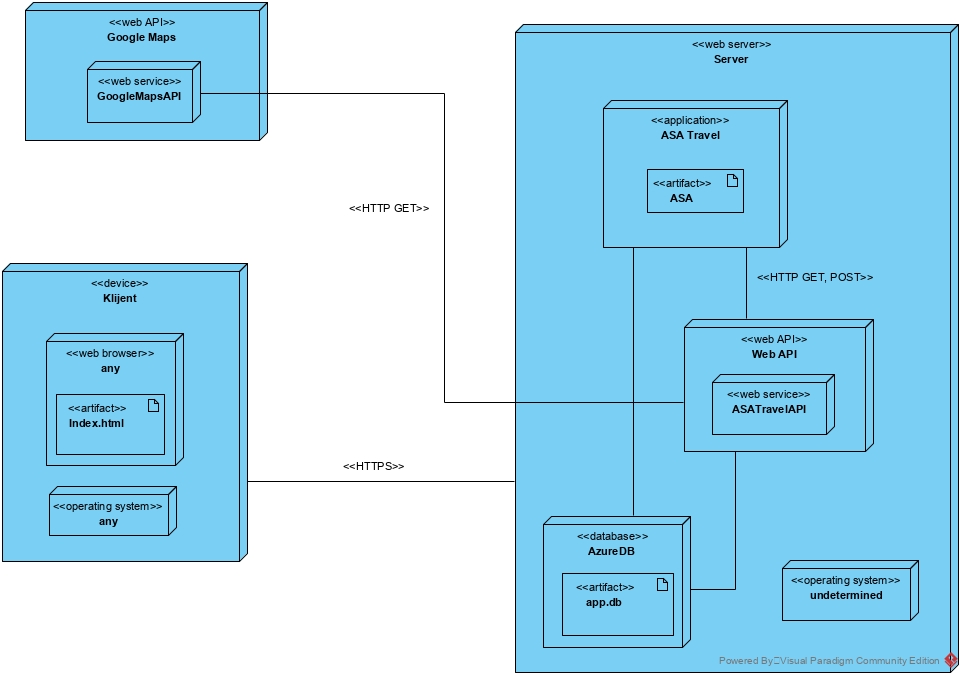 <<web API>>
Google Maps
<<web service>>
GoogleMapsAPI
<<HTTP GET>>
<<device>>
Klijent
<<web browser>>
any
<<artifact>>
Index.html
<<operating system>>
any
<<HTTPS>>
<<web server>>
Server
<<application>>
ASA Travel
<<artifact>>
ASA
<<HTTP GET, POST>>
<<web API>>
Web API
<<web service>>
ASATravelAPI
<<database>>
AzureDB
<<artifact>>
app.db
<<operating system>>
undetermined
Powered By Visual Paradigm Community Edition